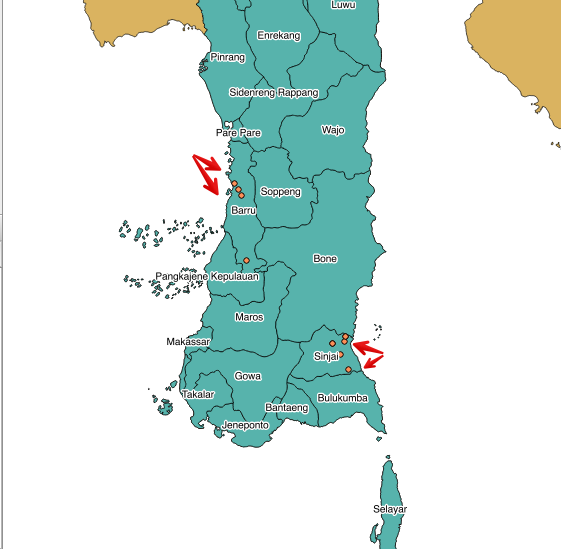 Luwu
Enrekang
Pinrang
Sidenreng Rappang
Pare Pare
Wajo
Soppeng
Barru
Bone
Pangkajene Kepulauan
Maros
Makassar
Sinjai
Gowa
Takalar
Bulukumba
Bantaeng
Jeneponto
Selayar